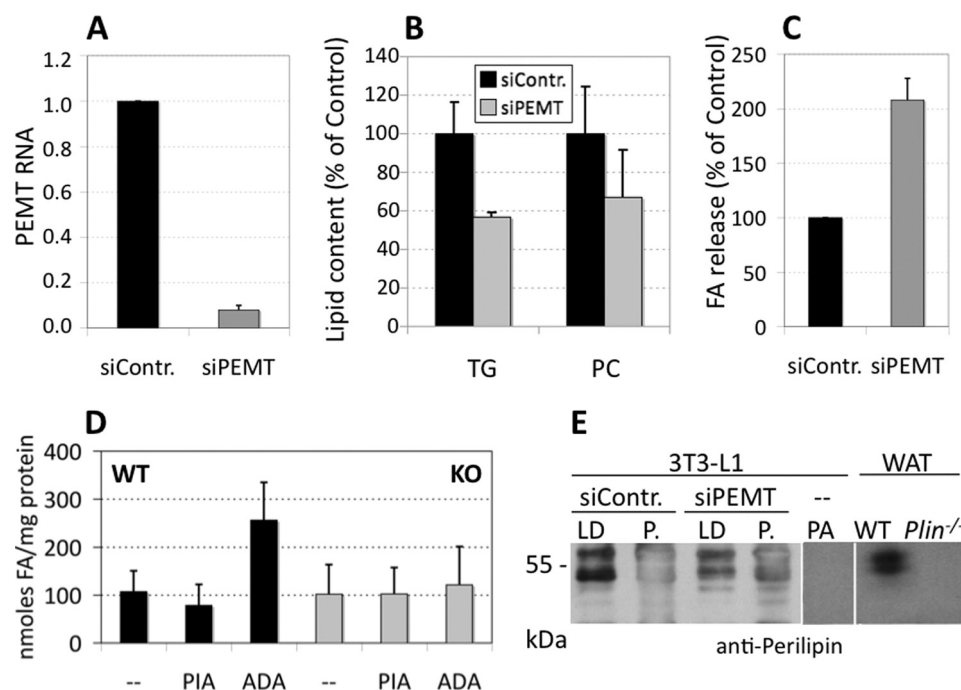 A
PEMT RNA
1.2
1.0
0.8
0.6
0.4
0.2
0.0
siContr. siPEMT
B
Lipid content (% of Control)
140
120
100
80
60
40
20
0
siContr.
siPEMT
TG PC
C
FA release (% of Control)
250
200
150
100
50
0
siContr. siPEMT
D
nmoles FA/mg protein
400
300
200
100
0
WT KO
-- PIA ADA -- PIA ADA
E
3T3-L1 WAT
siContr. siPEMT --
LD P. LD P. PA WT Plin-/-
55 -
kDa
anti-Perilipin